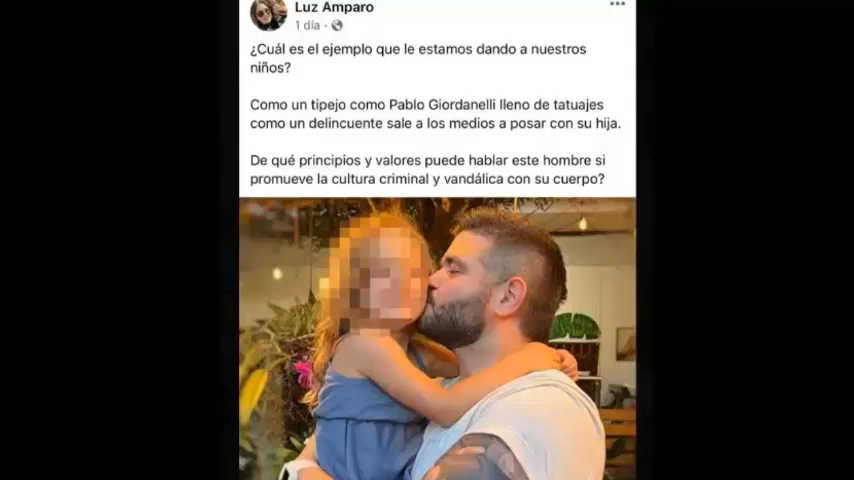 Luz Amparo
1 día ·
¿Cuál es el ejemplo que le estamos dando a nuestros
niños?
Como un tipejo como Pablo Giordanelli lleno de tatuajes
como un delincuente sale a los medios a posar con su hija.
De qué principios y valores puede hablar este hombre si
promueve la cultura criminal y vandálica con su cuerpo?